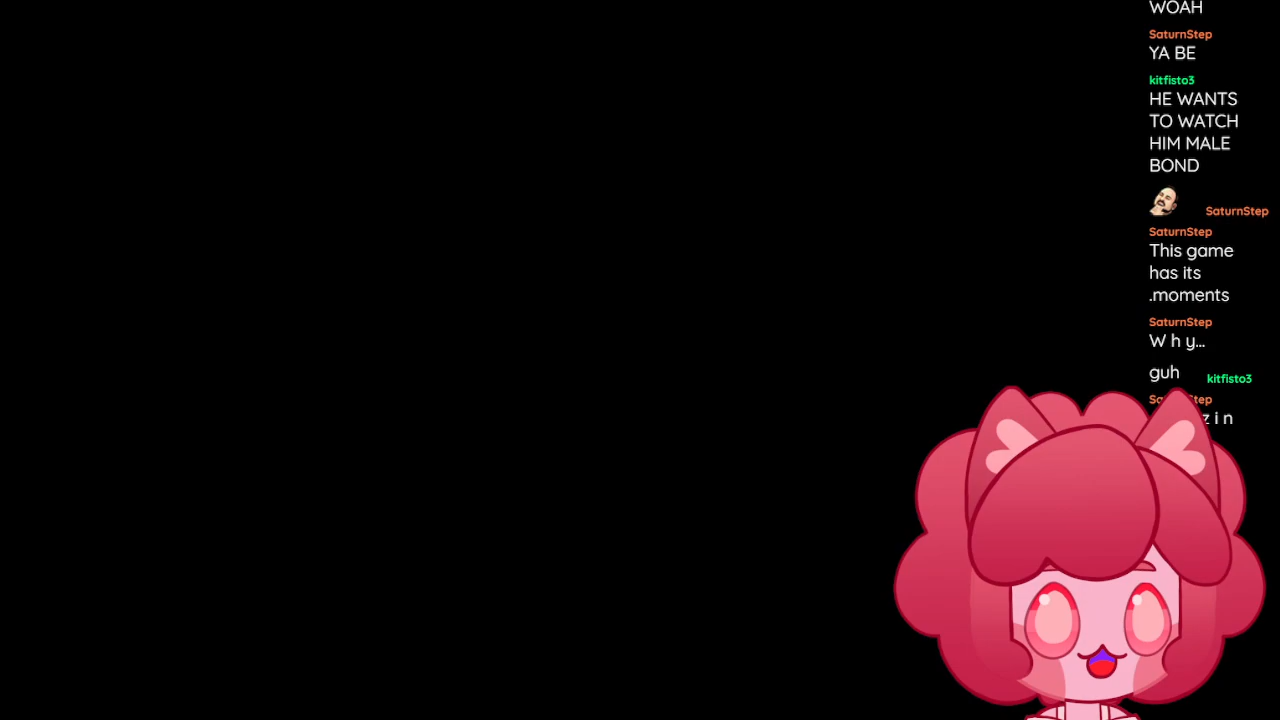 WOAH
SaturnStep
YA BE
kitfisto3
HE WANTS
TO WATCH
HIM MALE
BOND
SaturnStep
SaturnStep
This game
has its
.moments
SaturnStep
W h y...
guh kitfisto3
z i n